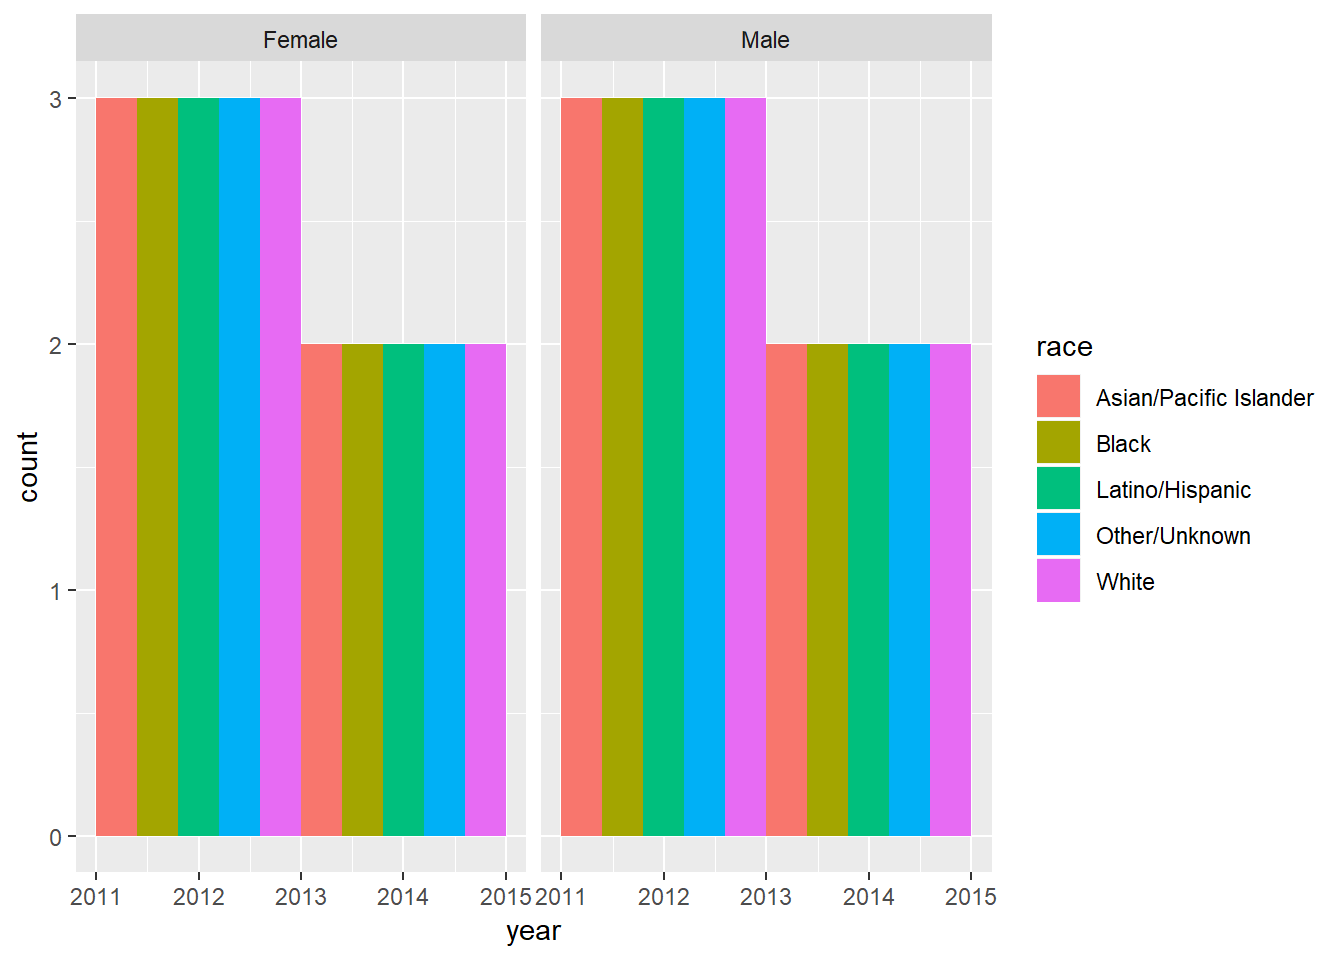 Female Male
3
2
1
0
count
2011 2012 2013 2014 2015 2011 2012 2013 2014 2015
year
race
Asian/Pacific Islander
Black
Latino/Hispanic
Other/Unknown
White